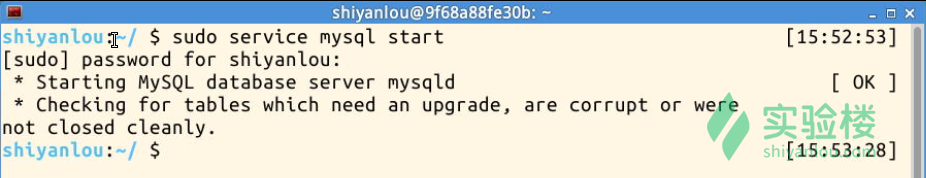 shiyanlou@9f68a88fe30b: ~
shiyanlou:~/ $ sudo service mysql start [15:52:53]
[sudo] password for shiyanlou:
 * Starting MySQL database server mysqld [ OK ]
 * Checking for tables which need an upgrade, are corrupt or were
not closed cleanly.
shiyanlou:~/ $ [15:53:28]
实验楼
shiyanlou.com